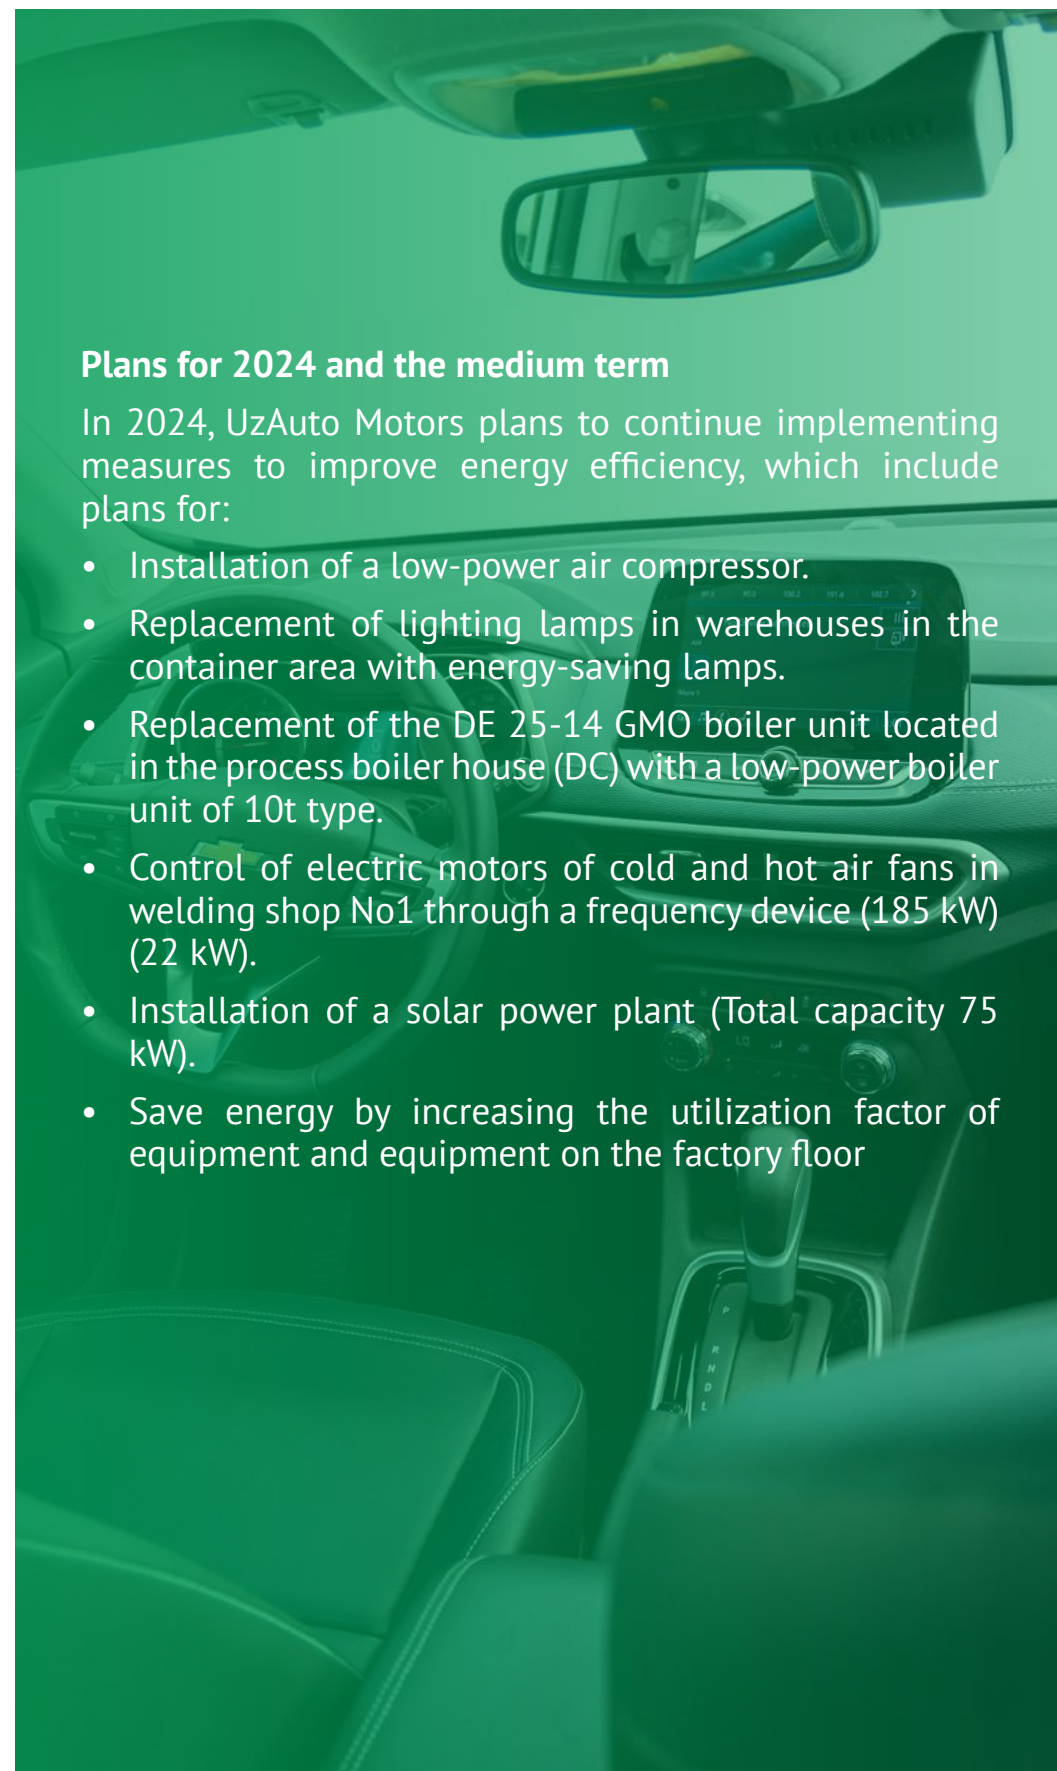 Plans for 2024 and the medium term
In 2024, UzAuto Motors plans to continue implementing
measures to improve energy efficiency, which include
plans for:
• Installation of a low-power air compressor.
• Replacement of lighting lamps in warehouses in the
container area with energy-saving lamps.
• Replacement of the DE 25-14 GMO boiler unit located
in the process boiler house (DC) with a low-power boiler
unit of 10t type.
• Control of electric motors of cold and hot air fans in
welding shop No1 through a frequency device (185 kW)
(22 kW).
• Installation of a solar power plant (Total capacity 75
kW).
• Save energy by increasing the utilization factor of
equipment and equipment on the factory floor
P
R
N
D
L